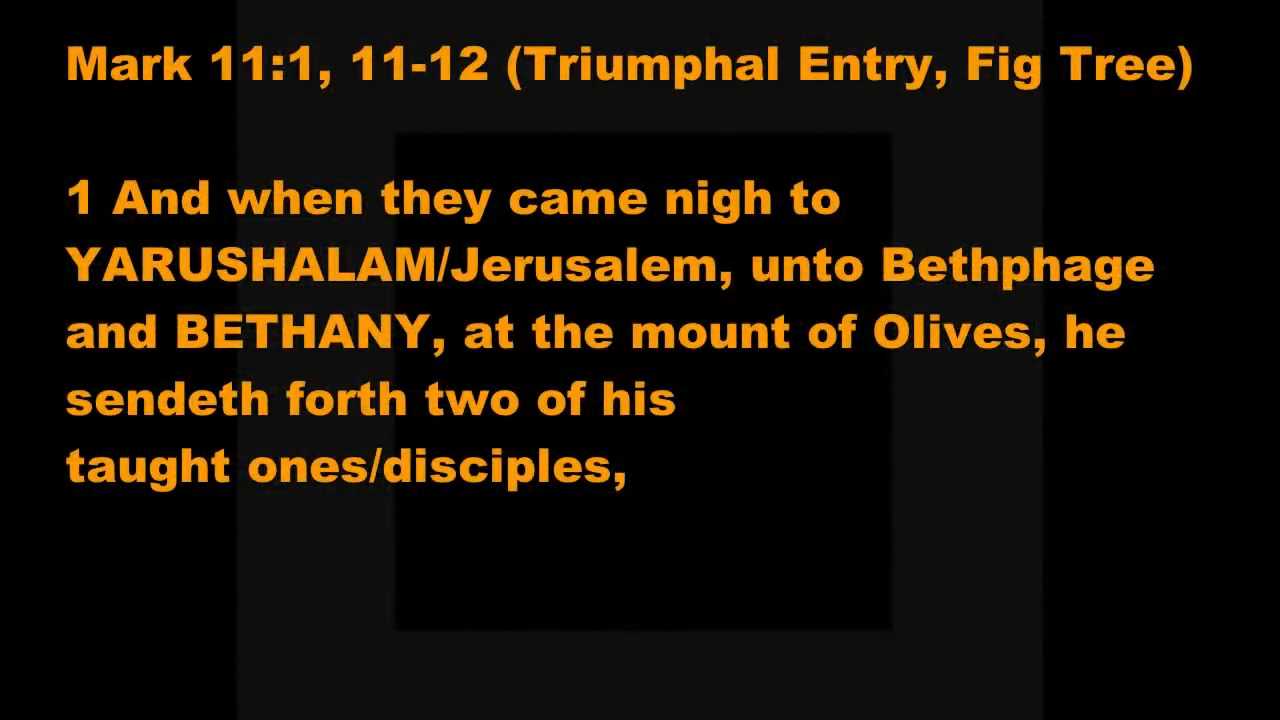 Mark 11:1, 11-12 (Triumphal Entry, Fig Tree)
1 And when they came nigh to
YARUSHALAM/Jerusalem, unto Bethphage
and BETHANY, at the mount of Olives, he
sendeth forth two of his
taught ones/disciples,